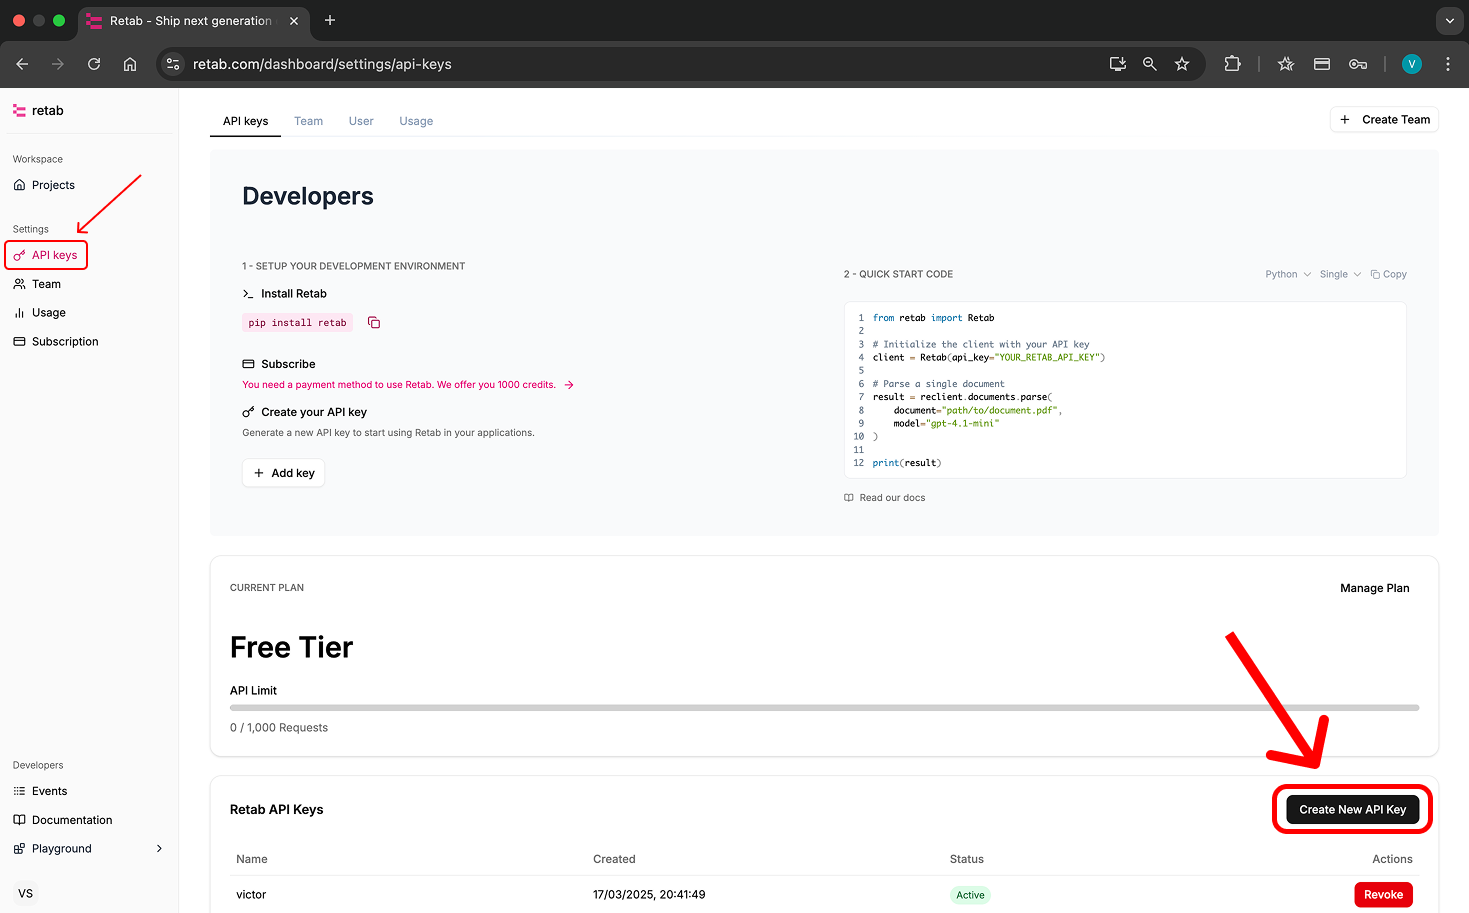 Retab - Ship next generation
retab.com/dashboard/settings/api-keys
V
retab
Workspace
Projects
Settings
API keys
Team
Usage
Subscription
Developers
Events
Documentation
Playground
VS
API keys Team User Usage
Create Team
Developers
1 - SETUP YOUR DEVELOPMENT ENVIRONMENT
Install Retab
pip install retab
Subscribe
You need a payment method to use Retab. We offer you 1000 credits.
Create your API key
Generate a new API key to start using Retab in your applications.
Add key
2 - QUICK START CODE
Python Single Copy
1 from retab import Retab
2
3 # Initialize the client with your API key
4 client = Retab(api_key="YOUR_RETAB_API_KEY")
5
6 # Parse a single document
7 result = reclient.documents.parse(
8 document="path/to/document.pdf",
9 model="gpt-4.1-mini"
10 )
11
12 print(result)
Read our docs
CURRENT PLAN
Manage Plan
Free Tier
API Limit
0 / 1,000 Requests
Retab API Keys
Create New API Key
Name Created Status Actions
victor 17/03/2025, 20:41:49 Active Revoke